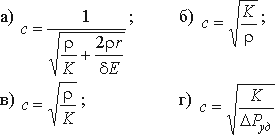 а) c = 1 / √(ρ/K + 2ρr/δE) ; б) c = √(K/ρ) ;
в) c = √(ρ/K) ; г) c = √(K/ΔP_уд)